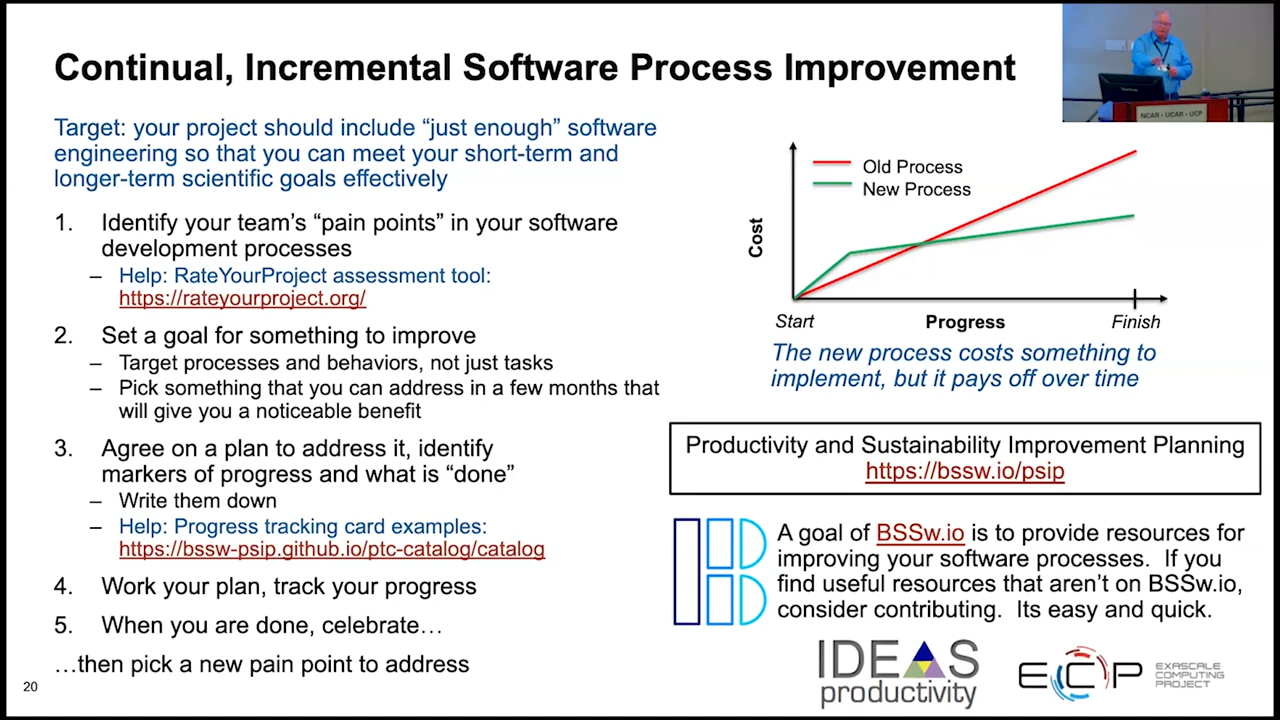 Continual, Incremental Software Process Improvement
NCAR • UCAR • UCP
Target: your project should include “just enough” software
engineering so that you can meet your short-term and
longer-term scientific goals effectively
1. Identify your team’s “pain points” in your software
development processes
– Help: RateYourProject assessment tool:
https://rateyourproject.org/
2. Set a goal for something to improve
– Target processes and behaviors, not just tasks
– Pick something that you can address in a few months that
will give you a noticeable benefit
3. Agree on a plan to address it, identify
markers of progress and what is “done”
– Write them down
– Help: Progress tracking card examples:
https://bssw-psip.github.io/ptc-catalog/catalog
4. Work your plan, track your progress
5. When you are done, celebrate…
…then pick a new pain point to address
20
Old Process
New Process
Cost
Start Progress Finish
The new process costs something to
implement, but it pays off over time
Productivity and Sustainability Improvement Planning
https://bssw.io/psip
A goal of BSSw.io is to provide resources for
improving your software processes. If you
find useful resources that aren’t on BSSw.io,
consider contributing. Its easy and quick.
IDEAS
productivity
ECP
EXASCALE
COMPUTING
PROJECT